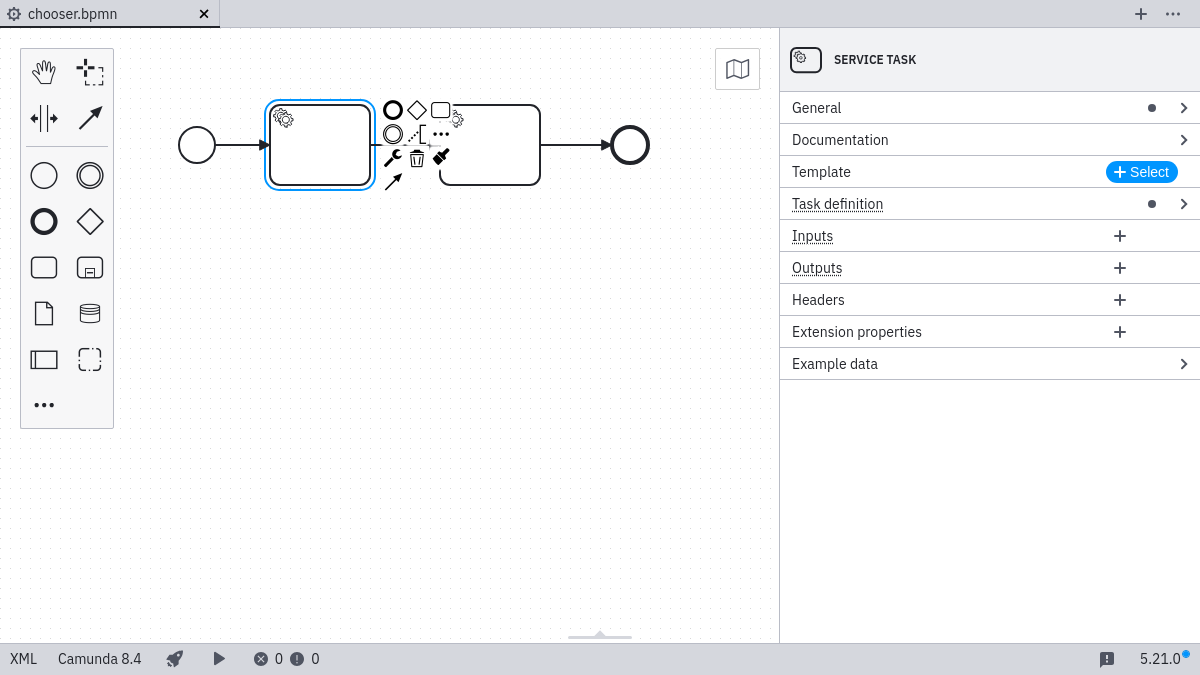 chooser.bpmn
SERVICE TASK
General
Documentation
Template
Select
Task definition
Inputs
Outputs
Headers
Extension properties
Example data
XML Camunda 8.4 0 0 5.21.0